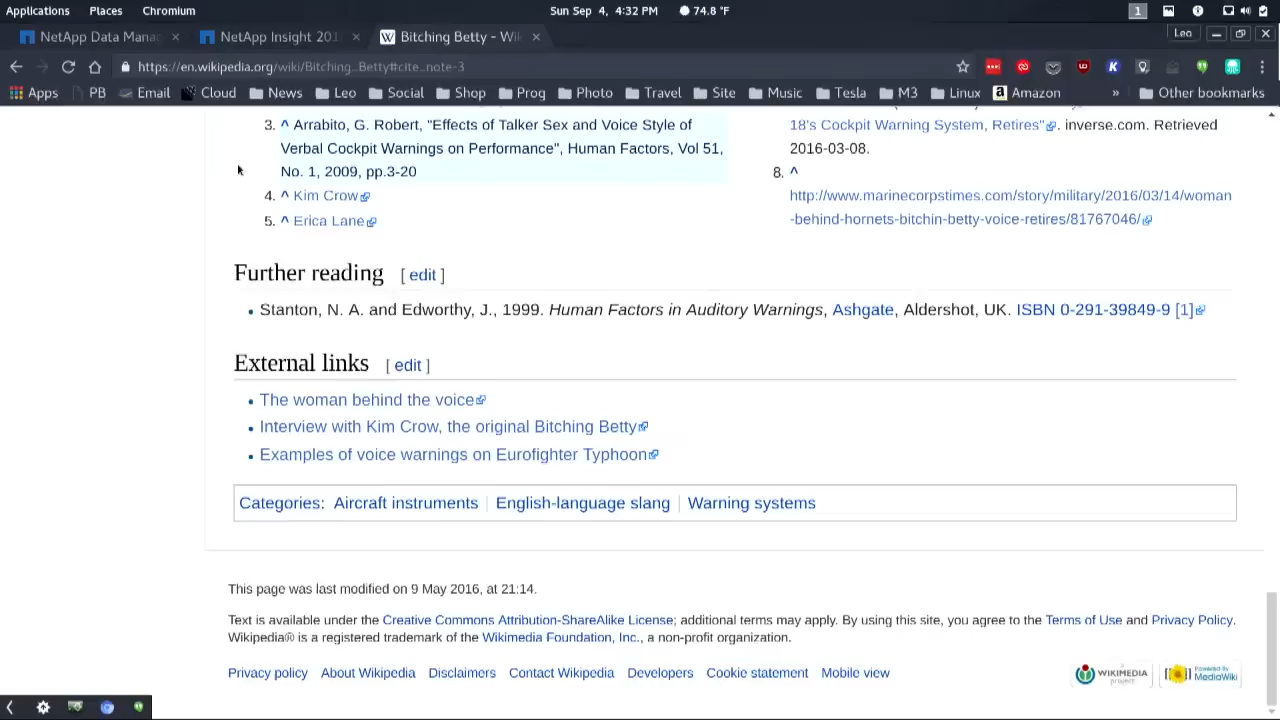 Applications Places Chromium Sun Sep 4, 4:32 PM 74.8 °F 1
NetApp Data Mana × NetApp Insight 201 × W Bitching Betty - Wik × Leo
https://en.wikipedia.org/wiki/Bitching_Betty#cite_note-3
Apps PB Email Cloud News Leo Social Shop Prog Photo Travel Site Music Tesla M3 Linux Amazon » Other bookmarks
3. ^ Arrabito, G. Robert, "Effects of Talker Sex and Voice Style of
Verbal Cockpit Warnings on Performance", Human Factors, Vol 51,
No. 1, 2009, pp.3-20
4. ^ Kim Crow
5. ^ Erica Lane
18's Cockpit Warning System, Retires". inverse.com. Retrieved
2016-03-08.
8. ^
http://www.marinecorpstimes.com/story/military/2016/03/14/woman
-behind-hornets-bitchin-betty-voice-retires/81767046/
Further reading [ edit ]
• Stanton, N. A. and Edworthy, J., 1999. Human Factors in Auditory Warnings, Ashgate, Aldershot, UK. ISBN 0-291-39849-9 [1]
External links [ edit ]
• The woman behind the voice
• Interview with Kim Crow, the original Bitching Betty
• Examples of voice warnings on Eurofighter Typhoon
Categories: Aircraft instruments | English-language slang | Warning systems
This page was last modified on 9 May 2016, at 21:14.
Text is available under the Creative Commons Attribution-ShareAlike License; additional terms may apply. By using this site, you agree to the Terms of Use and Privacy Policy.
Wikipedia® is a registered trademark of the Wikimedia Foundation, Inc., a non-profit organization.
Privacy policy About Wikipedia Disclaimers Contact Wikipedia Developers Cookie statement Mobile view
WIKIMEDIA project Powered By MediaWiki